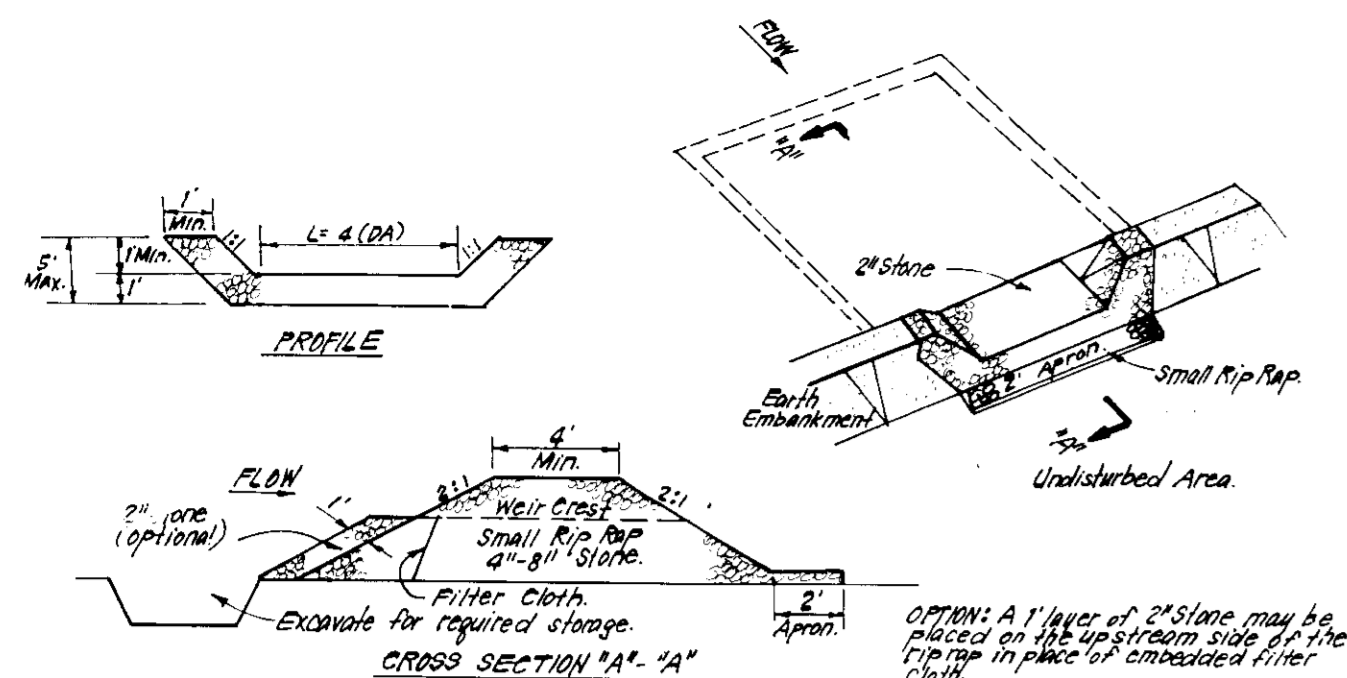 FLOW
"A"
1'
Min.
1:1
L= 4 (DA)
1:1
5'
MAX.
1' Min.
1'
PROFILE
2" Stone
2' Apron.
Small Rip Rap.
Earth
Embankment
"A"
Undisturbed Area.
4'
Min.
FLOW
2:1
2:1
1'
2"
(optional)
Weir Crest
Small Rip Rap
4"-8" Stone.
Filter Cloth.
Excavate for required storage.
2'
Apron.
CROSS SECTION "A"- "A"
OPTION: A 1' layer of 2" Stone may be
placed on the upstream side of the
rip rap in place of embedded filter
cloth.